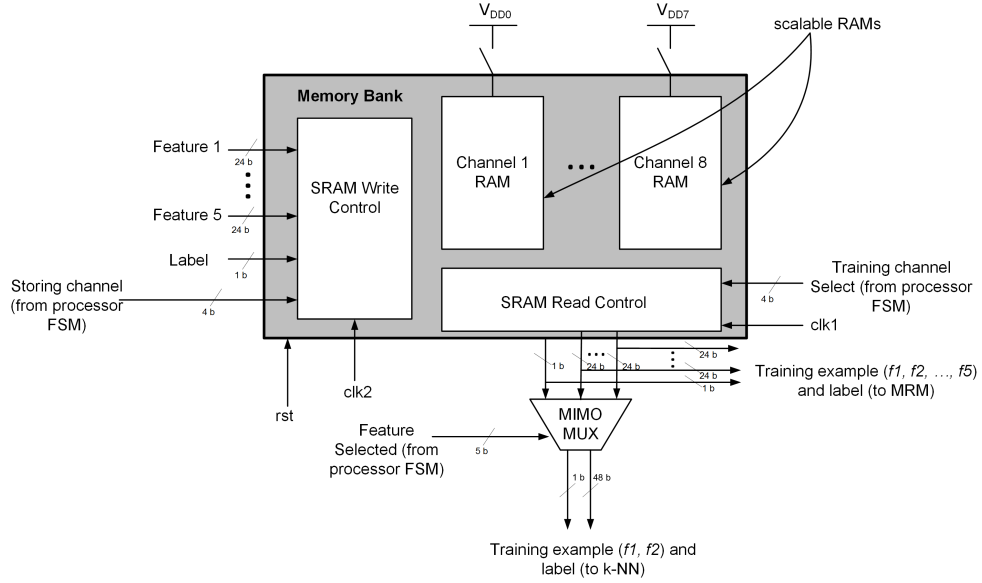 VDD0
VDD7
scalable RAMs
Memory Bank
Feature 1
24 b
Feature 5
24 b
Label
1 b
Storing channel
(from processor
FSM)
4 b
SRAM Write
Control
Channel 1
RAM
Channel 8
RAM
SRAM Read Control
Training channel
Select (from processor
FSM)
4 b
clk1
rst
clk2
1 b
24 b
24 b
24 b
24 b
1 b
Training example (f1, f2, …, f5)
and label (to MRM)
MIMO
MUX
Feature
Selected (from
processor FSM)
5 b
1 b
48 b
Training example (f1, f2) and
label (to k-NN)